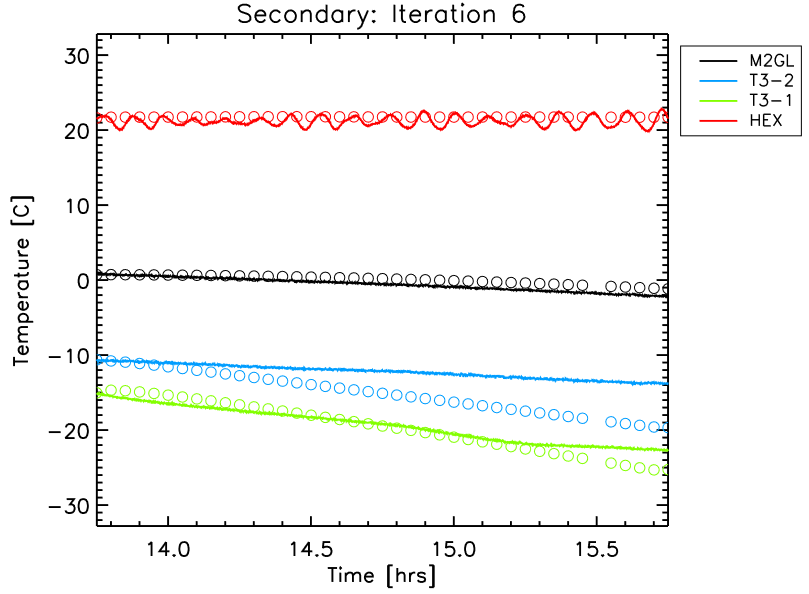 Secondary: Iteration 6
M2GL
T3-2
T3-1
HEX
30
20
10
0
-10
-20
-30
Temperature [C]
14.0 14.5 15.0 15.5
Time [hrs]